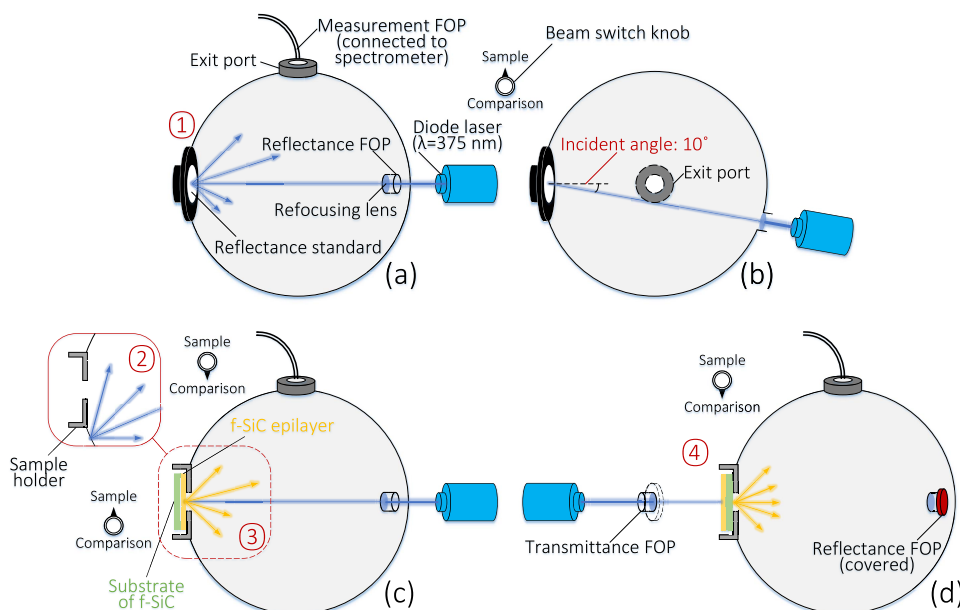 Measurement FOP
(connected to
spectrometer)
Exit port
1
Reflectance FOP
Diode laser
(λ=375 nm)
Refocusing lens
Reflectance standard
(a)
Beam switch knob
Sample
Comparison
Incident angle: 10˚
Exit port
(b)
2
Sample
holder
Sample
Comparison
f-SiC epilayer
Sample
Comparison
3
Substrate
of f-SiC
(c)
Sample
Comparison
4
Transmittance FOP
Reflectance FOP
(covered)
(d)